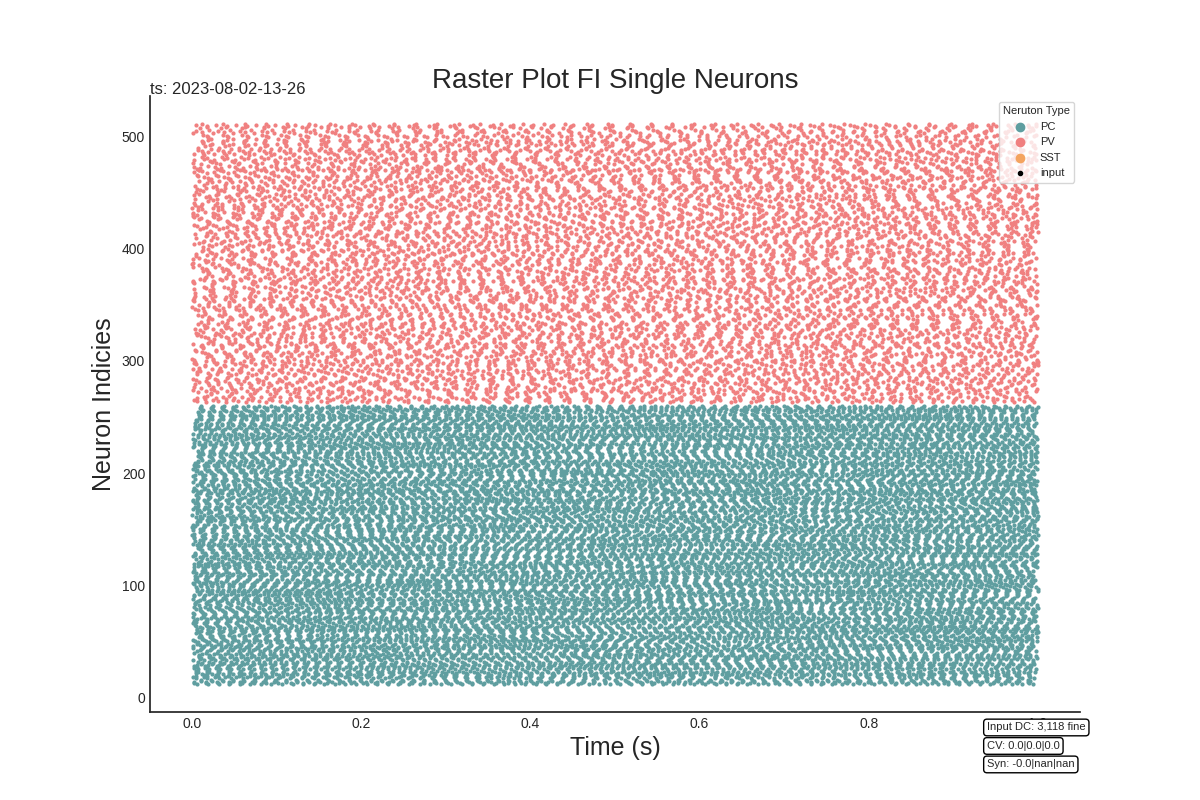 Raster Plot FI Single Neurons
ts: 2023-08-02-13-26
Neruton Type
PC
PV
SST
input
500
400
300
200
100
0
Neuron Indicies
0.0 0.2 0.4 0.6 0.8
Time (s)
Input DC: 3,118 fine
CV: 0.0|0.0|0.0
Syn: -0.0|nan|nan